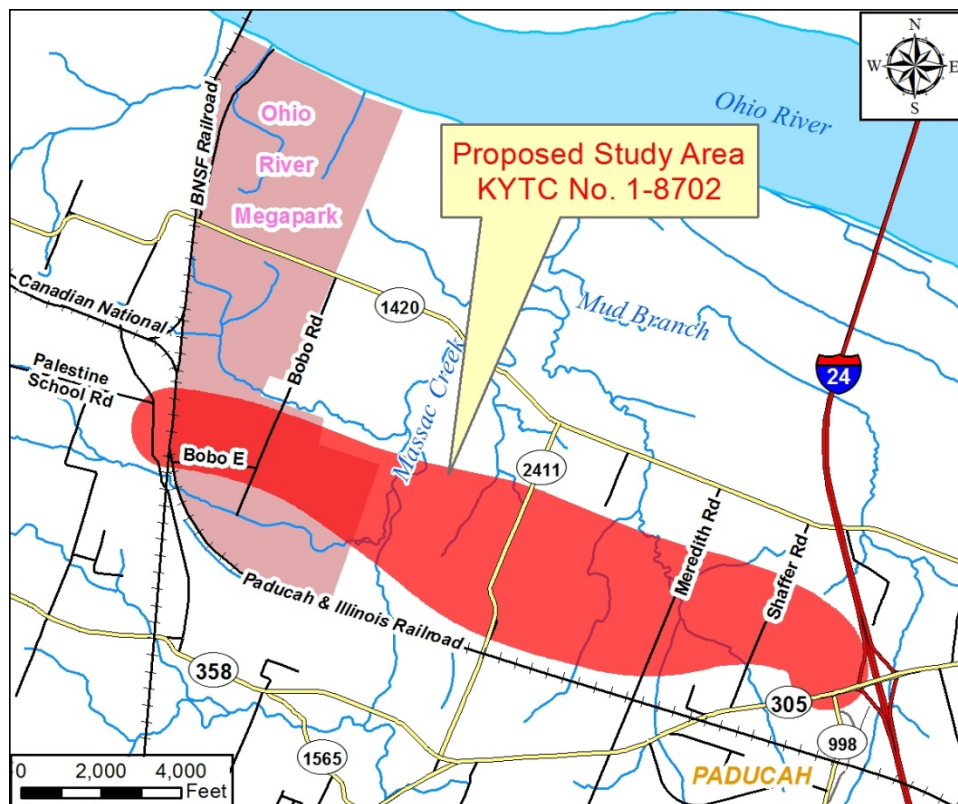 N
W
E
S
Ohio River
BNSF Railroad
Ohio
River
Megapark
Proposed Study Area
KYTC No. 1-8702
Canadian National
1420
Bobo Rd
Mud Branch
24
Palestine
School Rd
Massac Creek
Bobo E
2411
Meredith Rd
Shaffer Rd
Paducah & Illinois Railroad
358
305
998
1565
PADUCAH
0 2,000 4,000
Feet